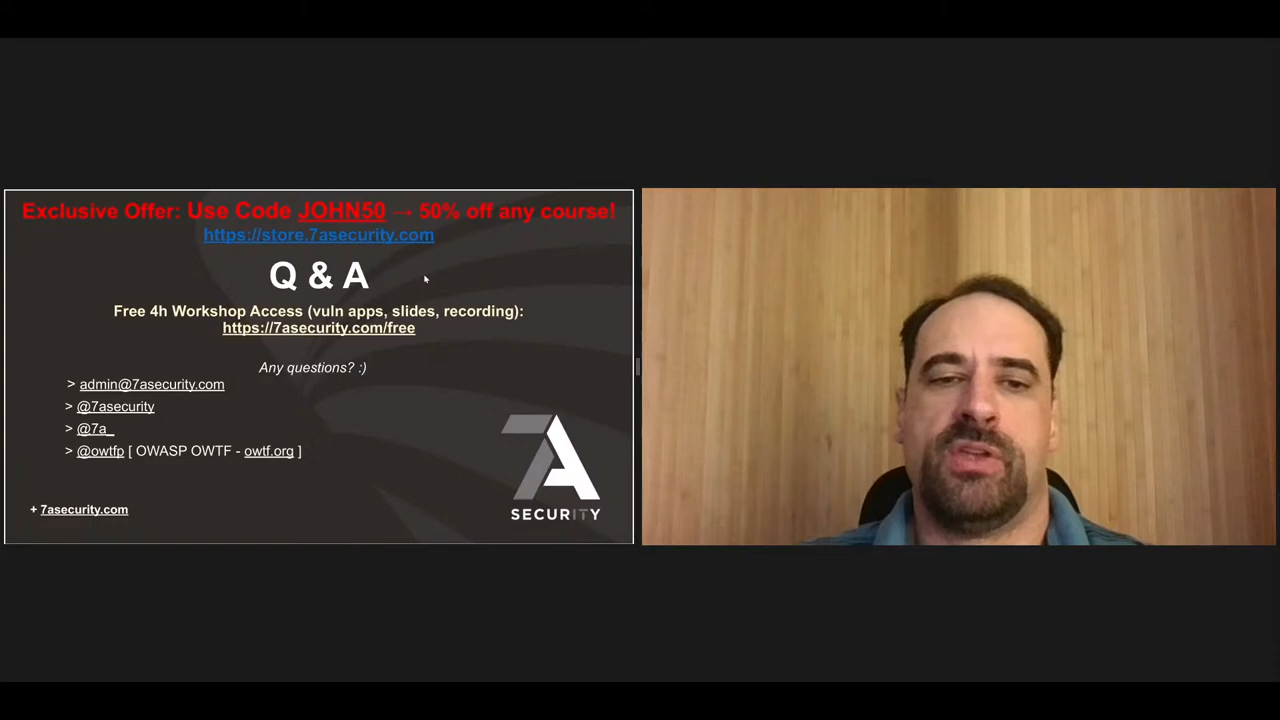 Exclusive Offer: Use Code JOHN50 → 50% off any course!
https://store.7asecurity.com
Q & A
Free 4h Workshop Access (vuln apps, slides, recording):
https://7asecurity.com/free
Any questions? :)
> admin@7asecurity.com
> @7asecurity
> @7a_
> @owtfp [ OWASP OWTF - owtf.org ]
7A
SECURITY
+ 7asecurity.com